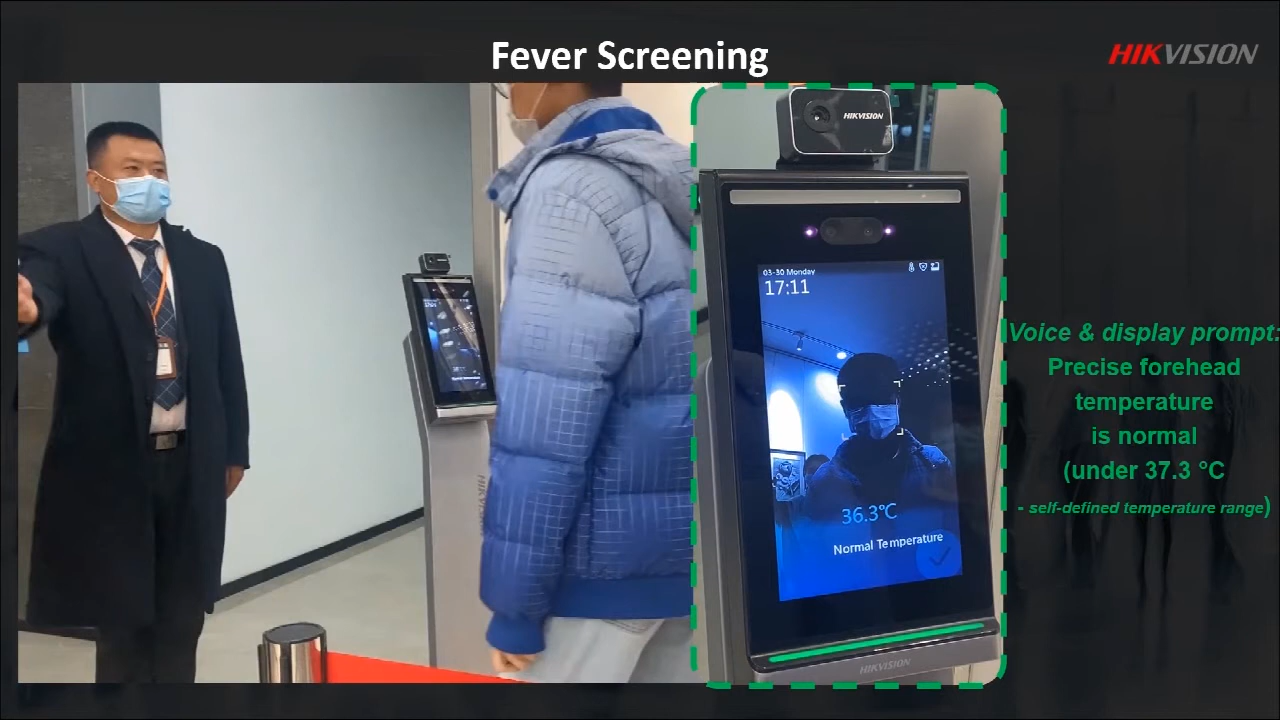 Fever Screening
HIKVISION
HIKVISION
03-30 Monday
17:11
36.3°C
Normal Temperature
HIKVISION
Voice & display prompt:
Precise forehead
temperature
is normal
(under 37.3 °C
- self-defined temperature range)